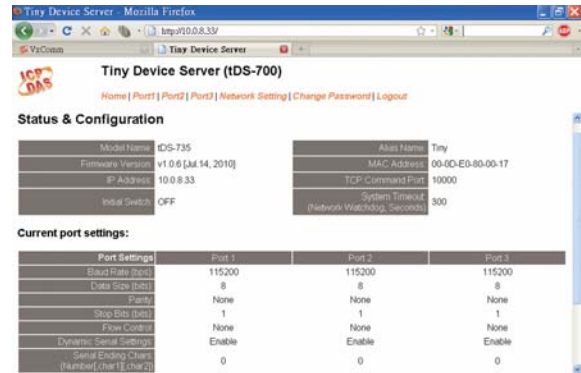 Tiny Device Server - Mozilla Firefox
http://10.0.8.33/
VxComm
Tiny Device Server
ICP DAS
Tiny Device Server (tDS-700)
Home | Port1 | Port2 | Port3 | Network Setting | Change Password | Logout
Status & Configuration
Model Name tDS-735 Alias Name Tiny
Firmware Version v1.0.6 [Jul.14, 2010] MAC Address 00-0D-E0-80-00-17
IP Address 10.0.8.33 TCP Command Port 10000
Initial Switch OFF System Timeout (Network Watchdog, Seconds) 300
Current port settings:
Port Settings Port 1 Port 2 Port 3
Baud Rate (bps) 115200 115200 115200
Data Size (bits) 8 8 8
Parity None None None
Stop Bits (bits) 1 1 1
Flow Control None None None
Dynamic Serial Settings Enable Enable Enable
Serial Ending Chars (Number[,char1][,char2]) 0 0 0